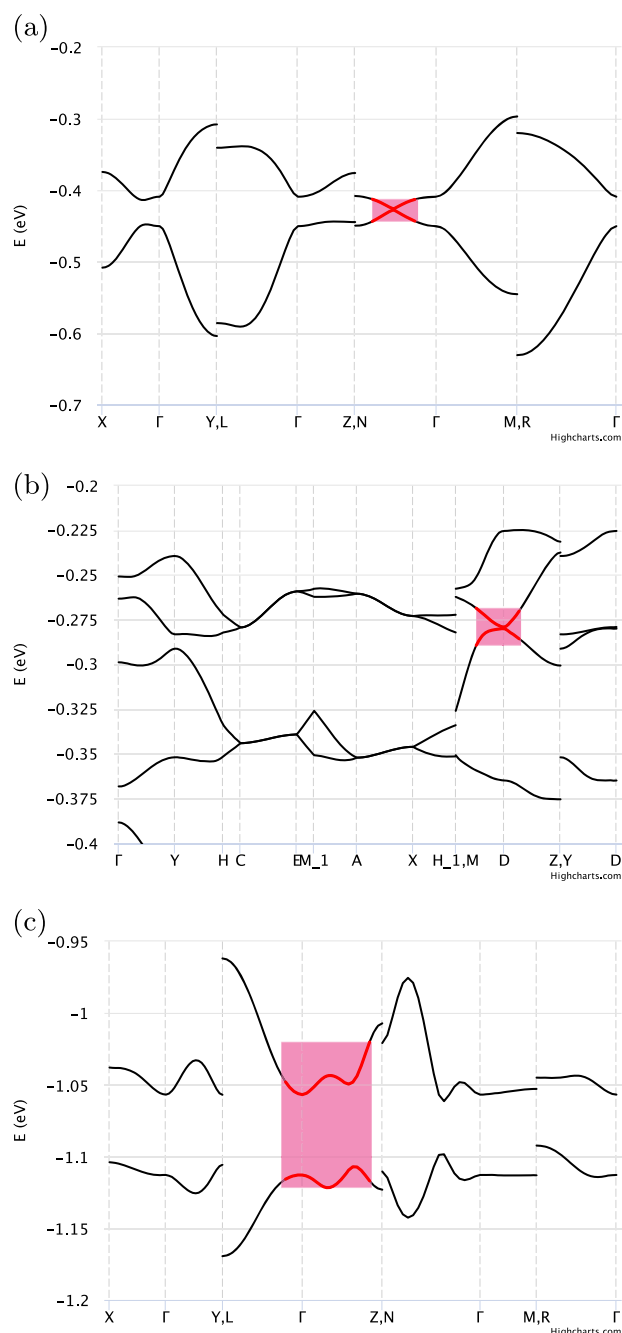 (a)
-0.2
-0.3
-0.4
-0.5
-0.6
-0.7
E (eV)
X Γ Y,L Γ Z,N Γ M,R Γ
Highcharts.com
(b)
-0.2
-0.225
-0.25
-0.275
-0.3
-0.325
-0.35
-0.375
-0.4
E (eV)
Γ Y H C EM_1 A X H_1,M D Z,Y D
Highcharts.com
(c)
-0.95
-1
-1.05
-1.1
-1.15
-1.2
E (eV)
X Γ Y,L Γ Z,N Γ M,R Γ
Highcharts.com